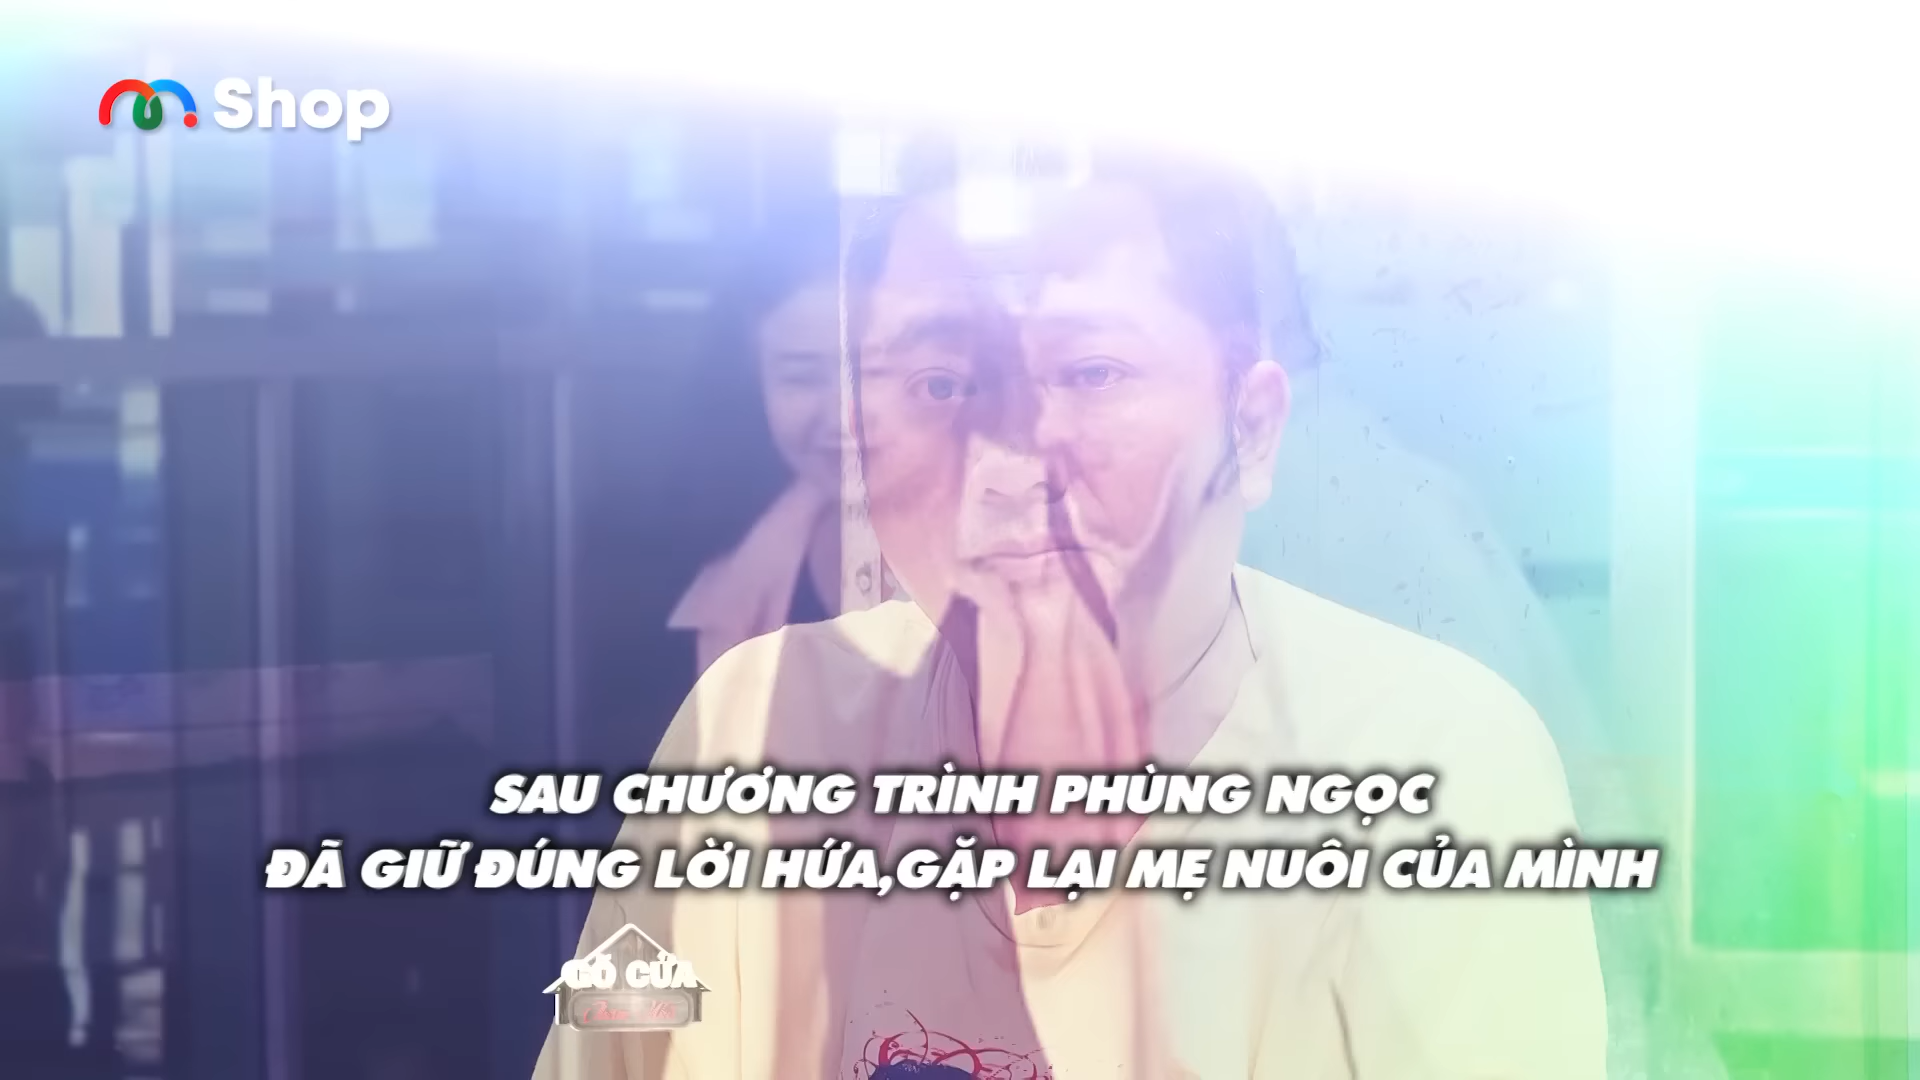 Shop
SAU CHƯƠNG TRÌNH PHÙNG NGỌC
ĐÃ GIỮ ĐÚNG LỜI HỨA,GẶP LẠI MẸ NUÔI CỦA MÌNH
GÕ CỬA